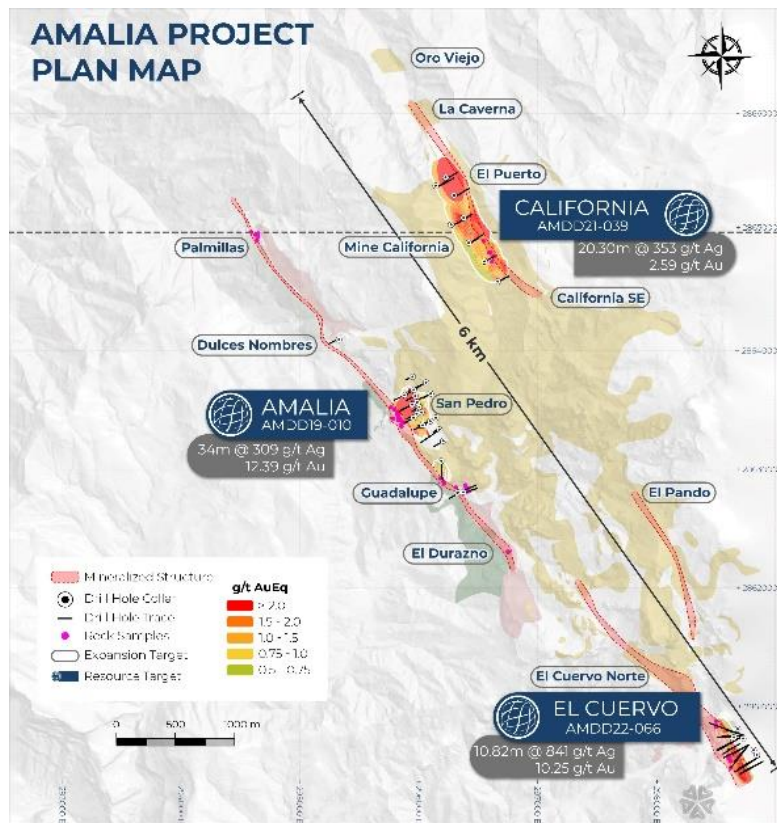 AMALIA PROJECT
PLAN MAP
Oro Viejo
La Caverna
El Puerto
CALIFORNIA
AMDD21-039
20.30m @ 353 g/t Ag
2.59 g/t Au
Palmillas
Mine California
California SE
6 km
Dulces Nombres
AMALIA
AMDD19-010
34m @ 309 g/t Ag
12.39 g/t Au
San Pedro
Guadalupe
El Pando
El Durazno
Mineralized Structure
Drill Hole Collar
Drill Hole Trace
Rock Samples
Expansion Target
Resource Target
g/t AuEq
> 2.0
1.5 - 2.0
1.0 - 1.5
0.75 - 1.0
0.5 - 0.75
El Cuervo Norte
EL CUERVO
AMDD22-066
10.82m @ 841 g/t Ag
10.25 g/t Au
0 500 1000 m